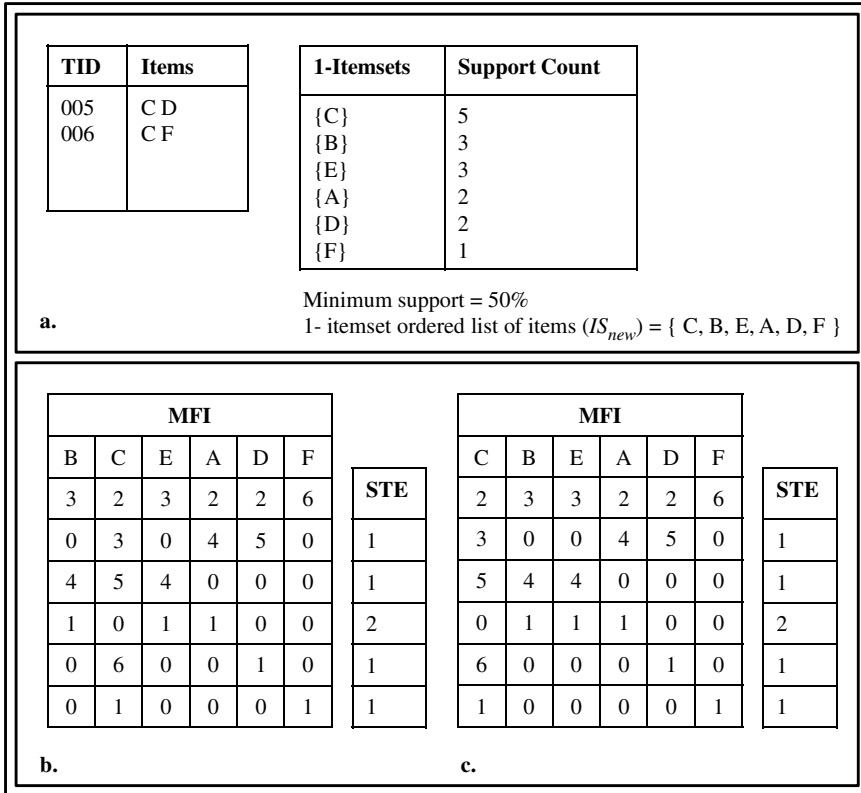 TID Items
005 C D
006 C F
1-Itemsets Support Count
{C} 5
{B} 3
{E} 3
{A} 2
{D} 2
{F} 1
Minimum support = 50%
1- itemset ordered list of items (IS_new) = { C, B, E, A, D, F }
a.
MFI
B C E A D F
3 2 3 2 2 6
0 3 0 4 5 0
4 5 4 0 0 0
1 0 1 1 0 0
0 6 0 0 1 0
0 1 0 0 0 1
STE
1
1
2
1
1
b.
MFI
C B E A D F
2 3 3 2 2 6
3 0 0 4 5 0
5 4 4 0 0 0
0 1 1 1 0 0
6 0 0 0 1 0
1 0 0 0 0 1
STE
1
1
2
1
1
c.